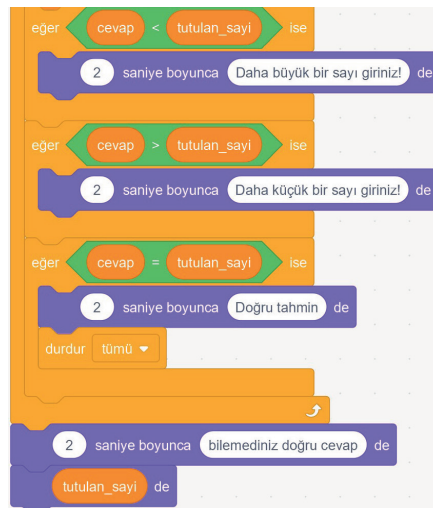 eğer cevap < tutulan_sayi ise
2 saniye boyunca Daha büyük bir sayı giriniz! de
eğer cevap > tutulan_sayi ise
2 saniye boyunca Daha küçük bir sayı giriniz! de
eğer cevap = tutulan_sayi ise
2 saniye boyunca Doğru tahmin de
durdur tümü
2 saniye boyunca bilemediniz doğru cevap de
tutulan_sayi de